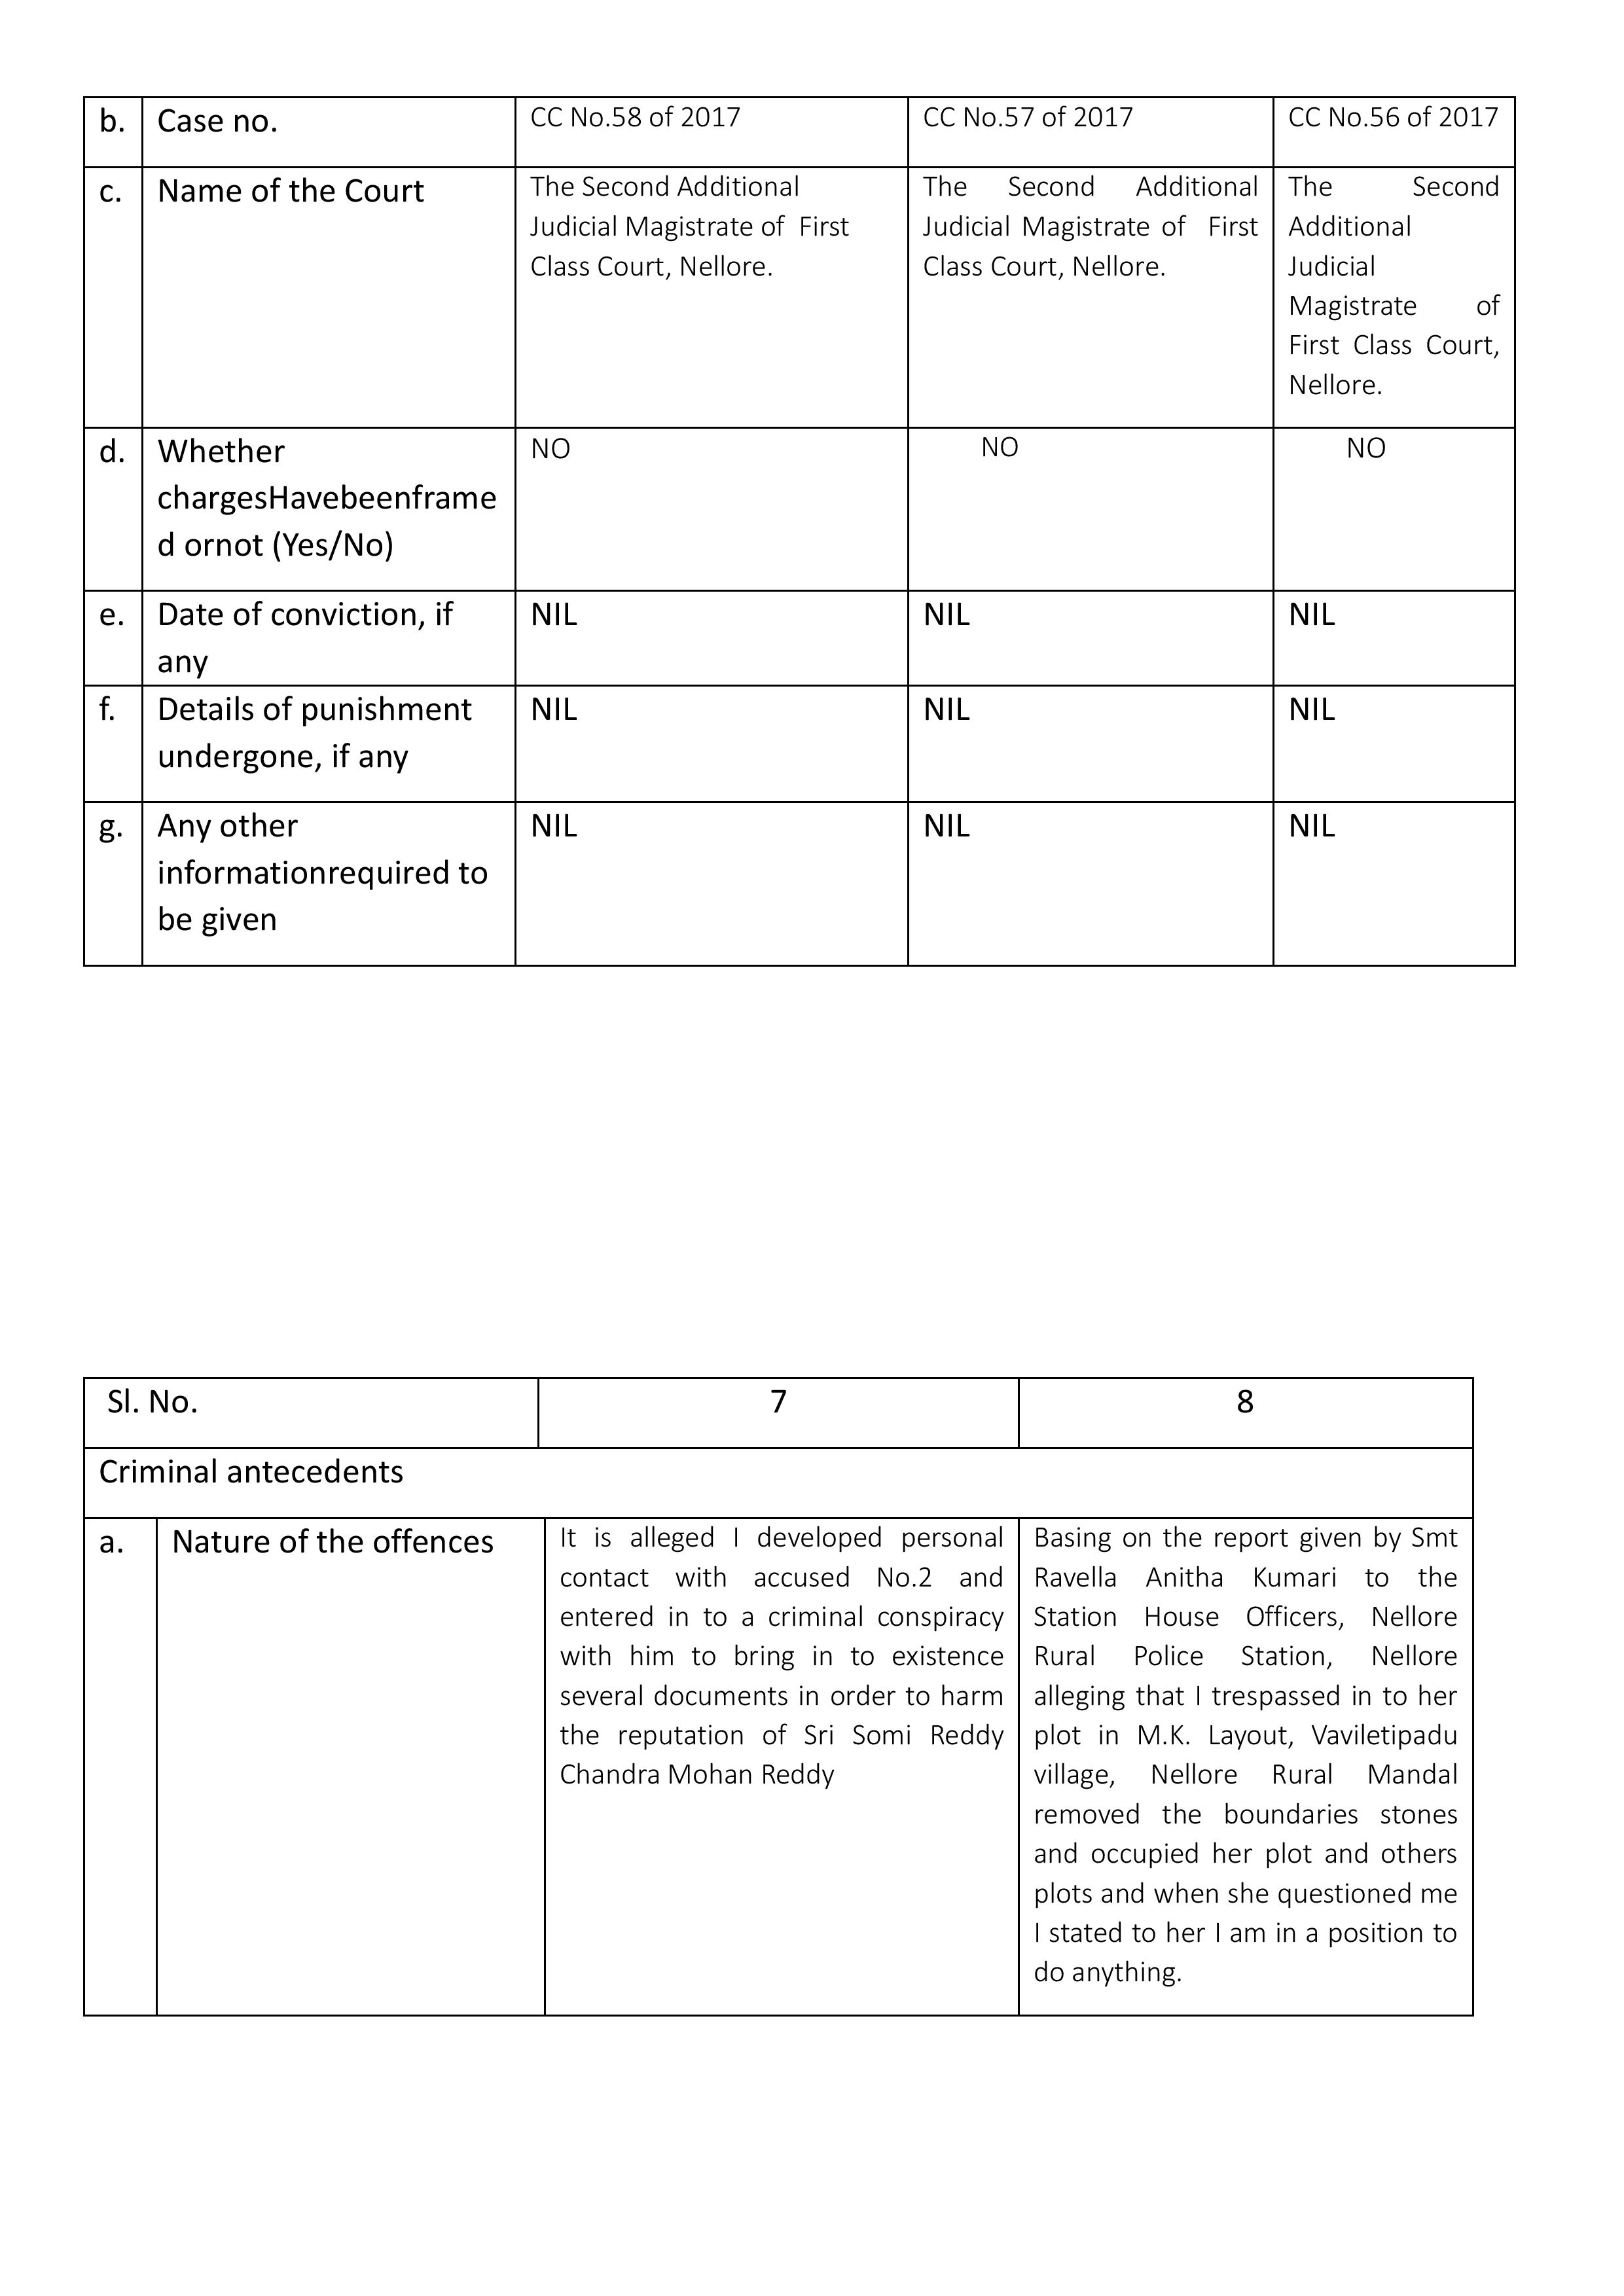 b. Case no. CC No.58 of 2017 CC No.57 of 2017 CC No.56 of 2017
c. Name of the Court
The Second Additional
Judicial Magistrate of First
Class Court, Nellore.
The Second Additional
Judicial Magistrate of First
Class Court, Nellore.
The Second
Additional
Judicial
Magistrate of
First Class Court,
Nellore.
d. Whether
chargesHavebeenframe
d ornot (Yes/No)
NO
NO
NO
e. Date of conviction, if
any
NIL
NIL
NIL
f. Details of punishment
undergone, if any
NIL
NIL
NIL
g. Any other
informationrequired to
be given
NIL
NIL
NIL
Sl. No. 7 8
Criminal antecedents
a. Nature of the offences
It is alleged I developed personal
contact with accused No.2 and
entered in to a criminal conspiracy
with him to bring in to existence
several documents in order to harm
the reputation of Sri Somi Reddy
Chandra Mohan Reddy
Basing on the report given by Smt
Ravella Anitha Kumari to the
Station House Officers, Nellore
Rural Police Station, Nellore
alleging that I trespassed in to her
plot in M.K. Layout, Vaviletipadu
village, Nellore Rural Mandal
removed the boundaries stones
and occupied her plot and others
plots and when she questioned me
I stated to her I am in a position to
do anything.